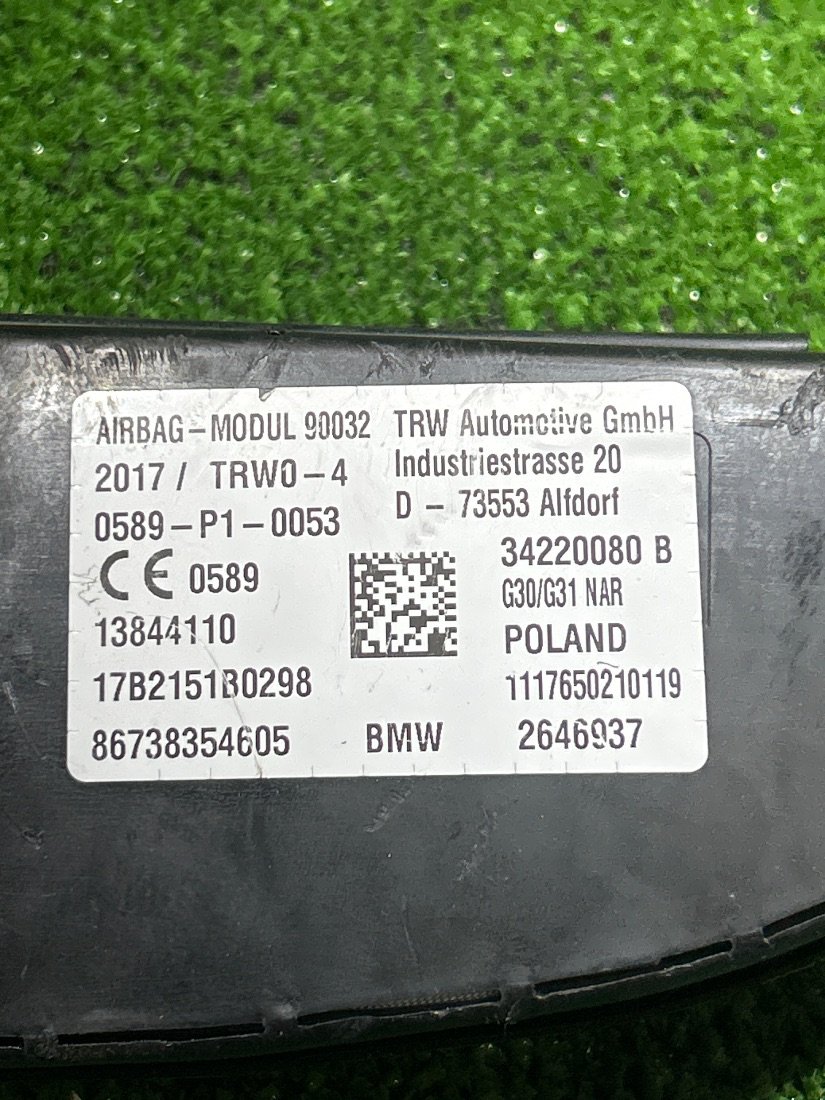 AIRBAG-MODUL 90032 TRW Automotive GmbH
2017 / TRW0-4 Industriestrasse 20
0589-P1-0053 D - 73553 Alfdorf
CE 0589 34220080 B
G30/G31 NAR
13844110 POLAND
17B2151B0298 1117650210119
86738354605 BMW 2646937